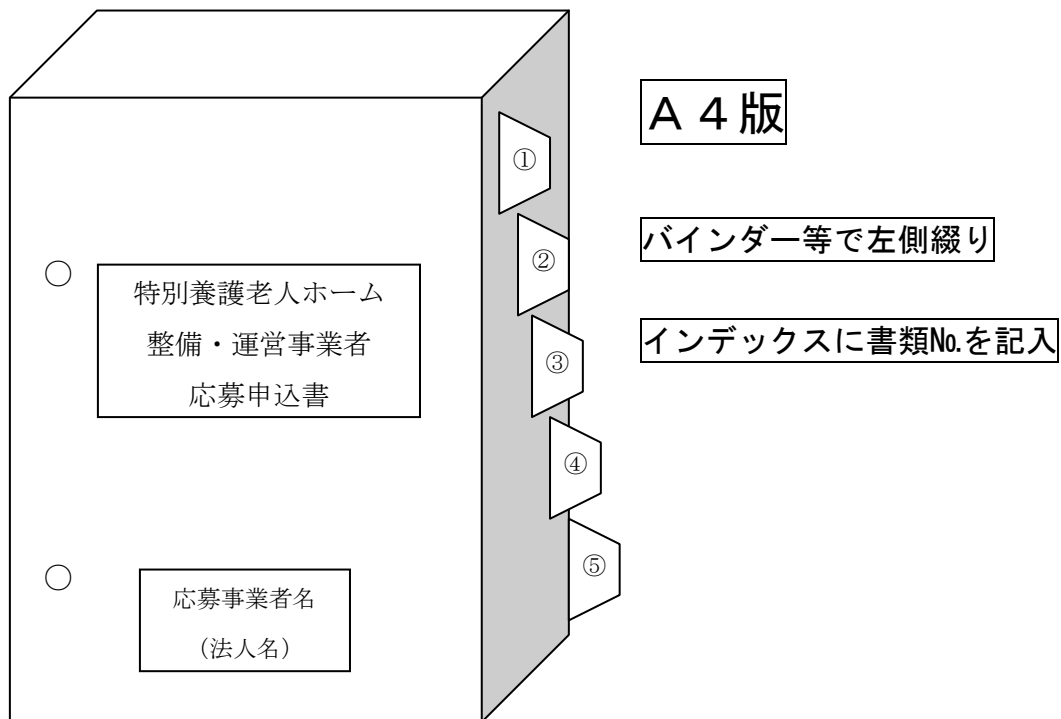 Ａ４版
①
バインダー等で左側綴り
②
特別養護老人ホーム
整備・運営事業者
応募申込書
インデックスに書類№を記入
③
④
⑤
応募事業者名
（法人名）